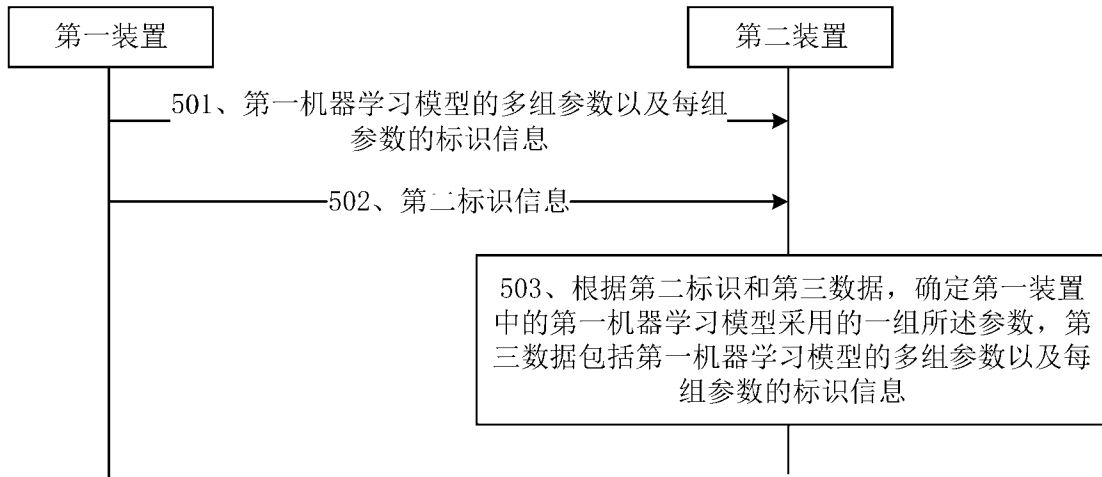 第一装置
第二装置
501、第一机器学习模型的多组参数以及每组
参数的标识信息
502、第二标识信息
503、根据第二标识和第三数据，确定第一装置
中的第一机器学习模型采用的一组所述参数，第
三数据包括第一机器学习模型的多组参数以及每
组参数的标识信息